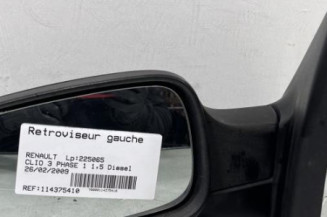 Retroviseur gauche
RENAULT Lp:225065
CLIO 3 PHASE 1 1.5 Diesel
26/02/2009
REF:114375410